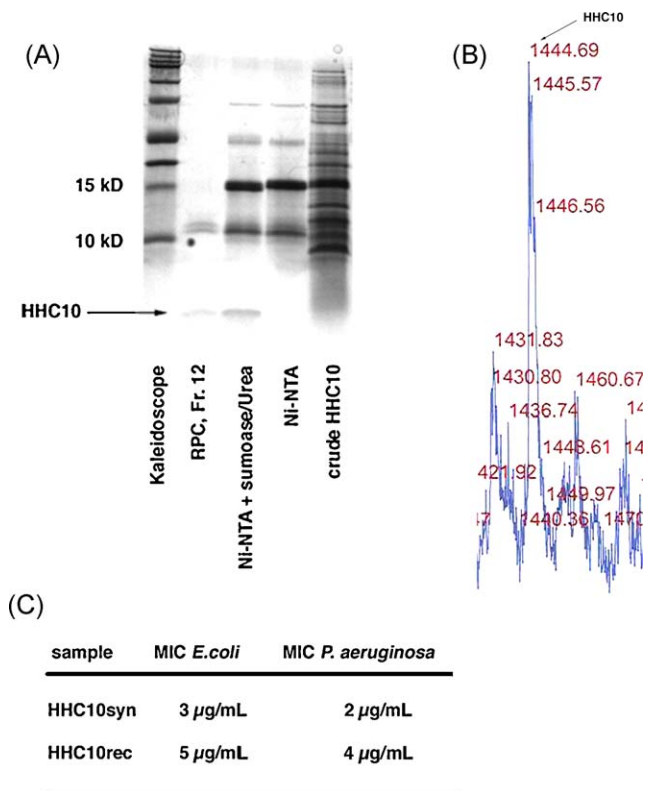 (A)
15 kD
10 kD
HHC10
Kaleidoscope
RPC, Fr. 12
Ni-NTA + sumoase/Urea
Ni-NTA
crude HHC10
(B)
HHC10
1444.69
1445.57
1446.56
1431.83
1430.80
1460.67
1436.74
1448.61
421.92
1449.97
1440.36
1470
(C)
sample MIC E.coli MIC P. aeruginosa
HHC10syn 3 µg/mL 2 µg/mL
HHC10rec 5 µg/mL 4 µg/mL